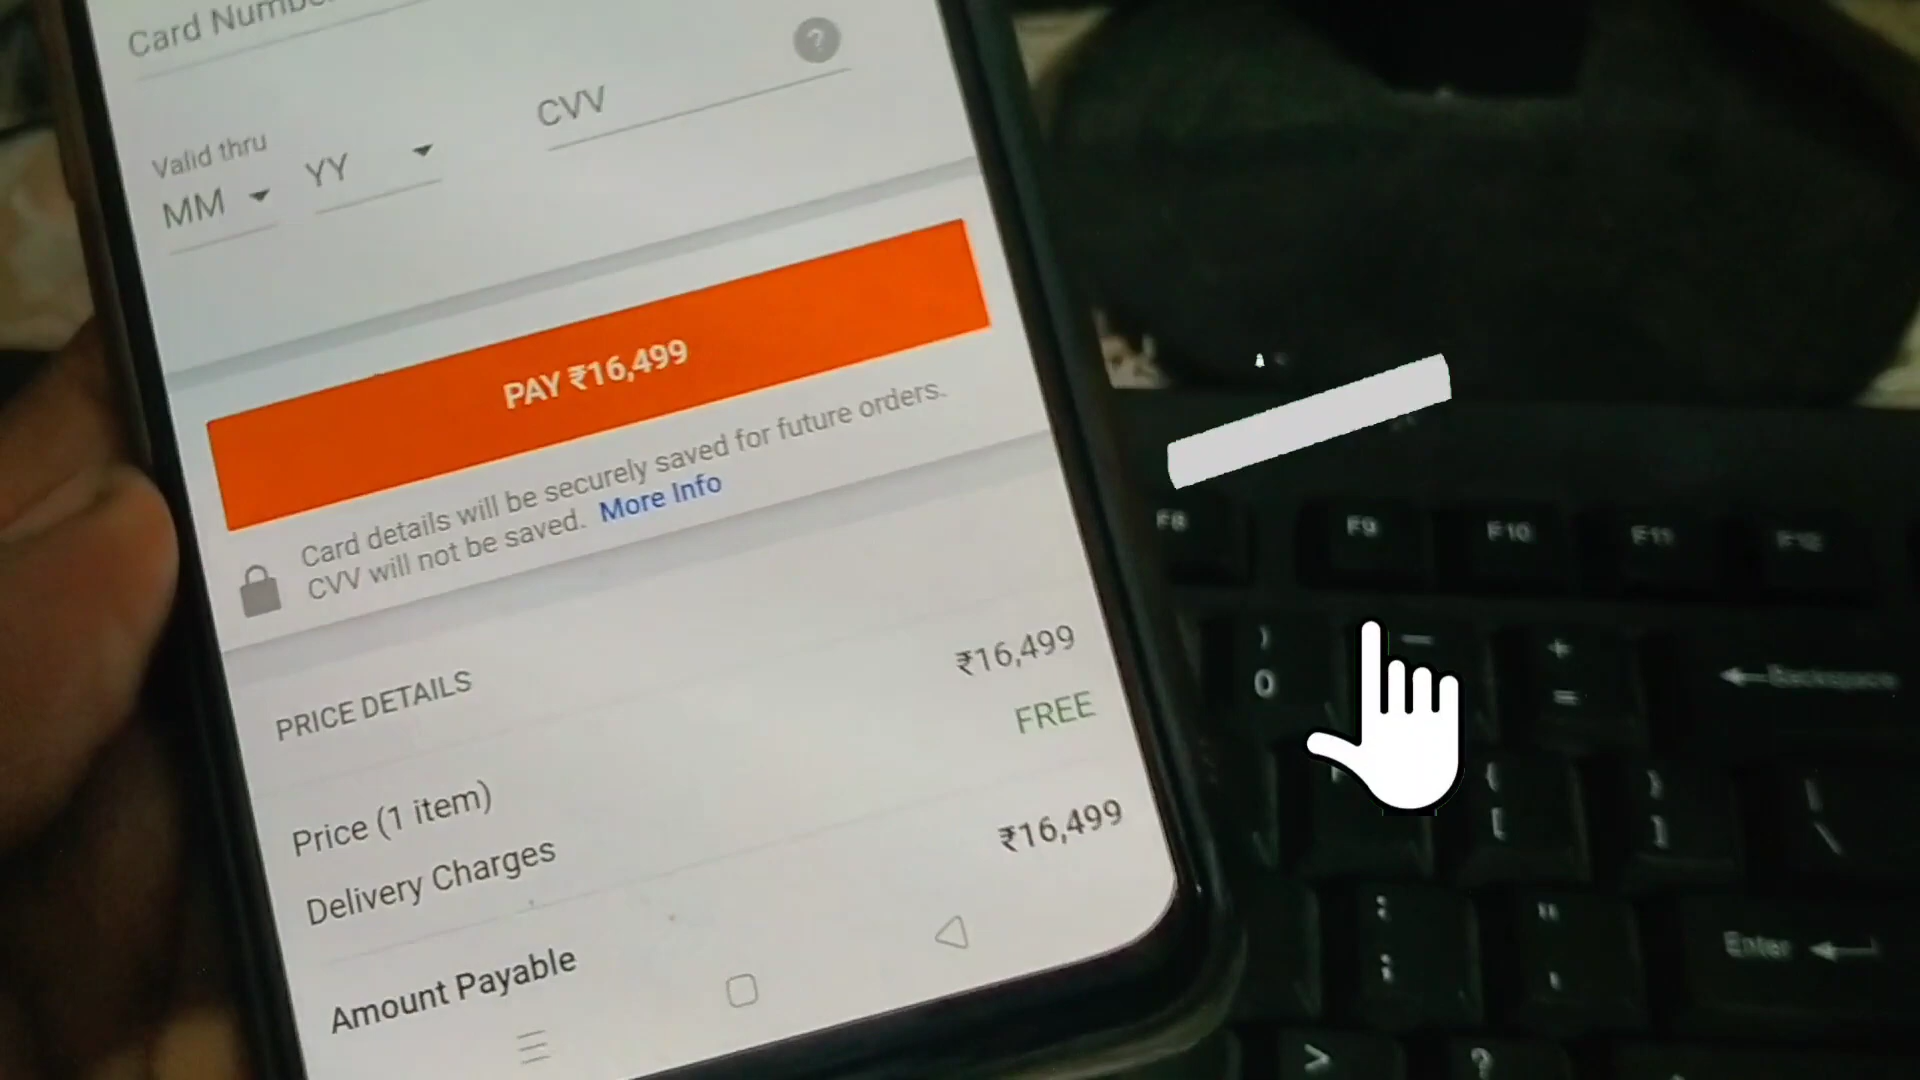 Card Number
Valid thru
MM
YY
CVV
?
PAY ₹16,499
Card details will be securely saved for future orders.
CVV will not be saved. More Info
PRICE DETAILS
Price (1 item)
₹16,499
Delivery Charges
FREE
Amount Payable
₹16,499
F8 F9 F10 F11 F12
) _ +
0 = Backspace
{ } |
[ ] \
: "
; ' Enter
> ?